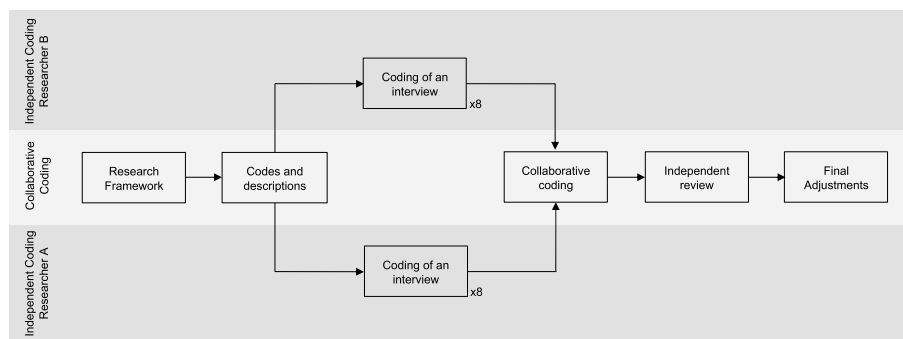 Independent Coding
Researcher B
Coding of an
interview
x8
Collaborative
Coding
Research
Framework
Codes and
descriptions
Collaborative
coding
Independent
review
Final
Adjustments
Independent Coding
Researcher A
Coding of an
interview
x8